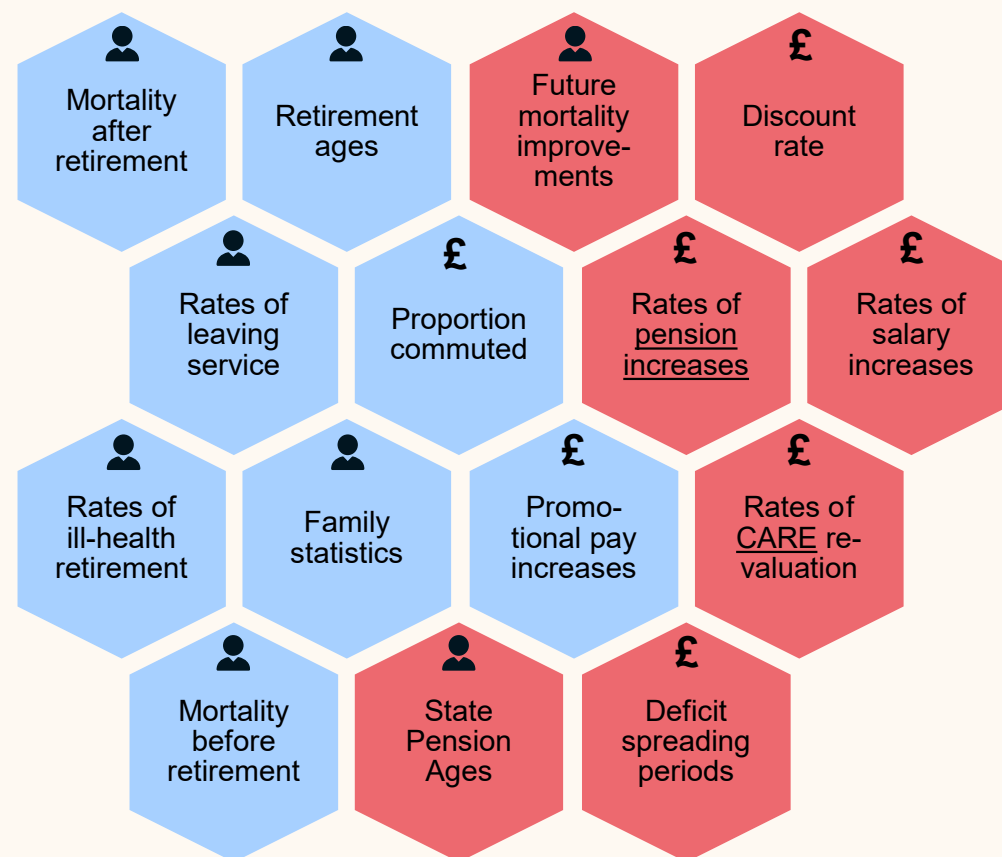 Mortality
after
retirement
Retirement
ages
Future
mortality
improve-
ments
£
Discount
rate
Rates of
leaving
service
£
Proportion
commuted
£
Rates of
pension
increases
£
Rates of
salary
increases
Rates of
ill-health
retirement
Family
statistics
£
Promo-
tional pay
increases
£
Rates of
CARE re-
valuation
Mortality
before
retirement
State
Pension
Ages
£
Deficit
spreading
periods